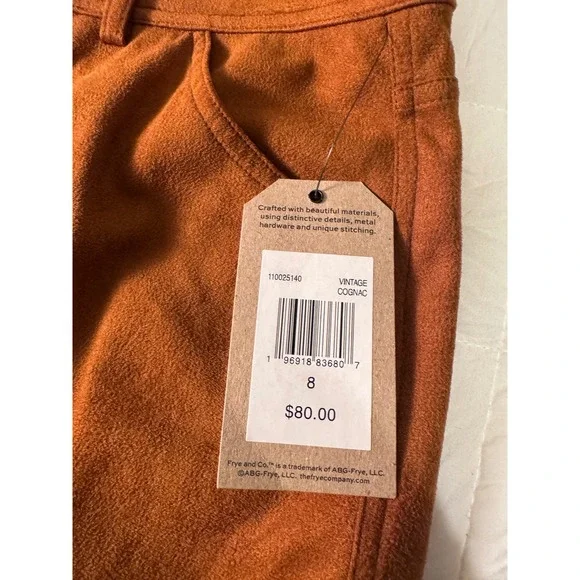 Crafted with beautiful materials,
using distinctive details, metal
hardware and unique stitching.
110025140 VINTAGE
COGNAC
1 96918 83680 7
8
$80.00
Frye and Co.™ is a trademark of ABG-Frye, LLC.
©ABG-Frye, LLC. thefryecompany.com